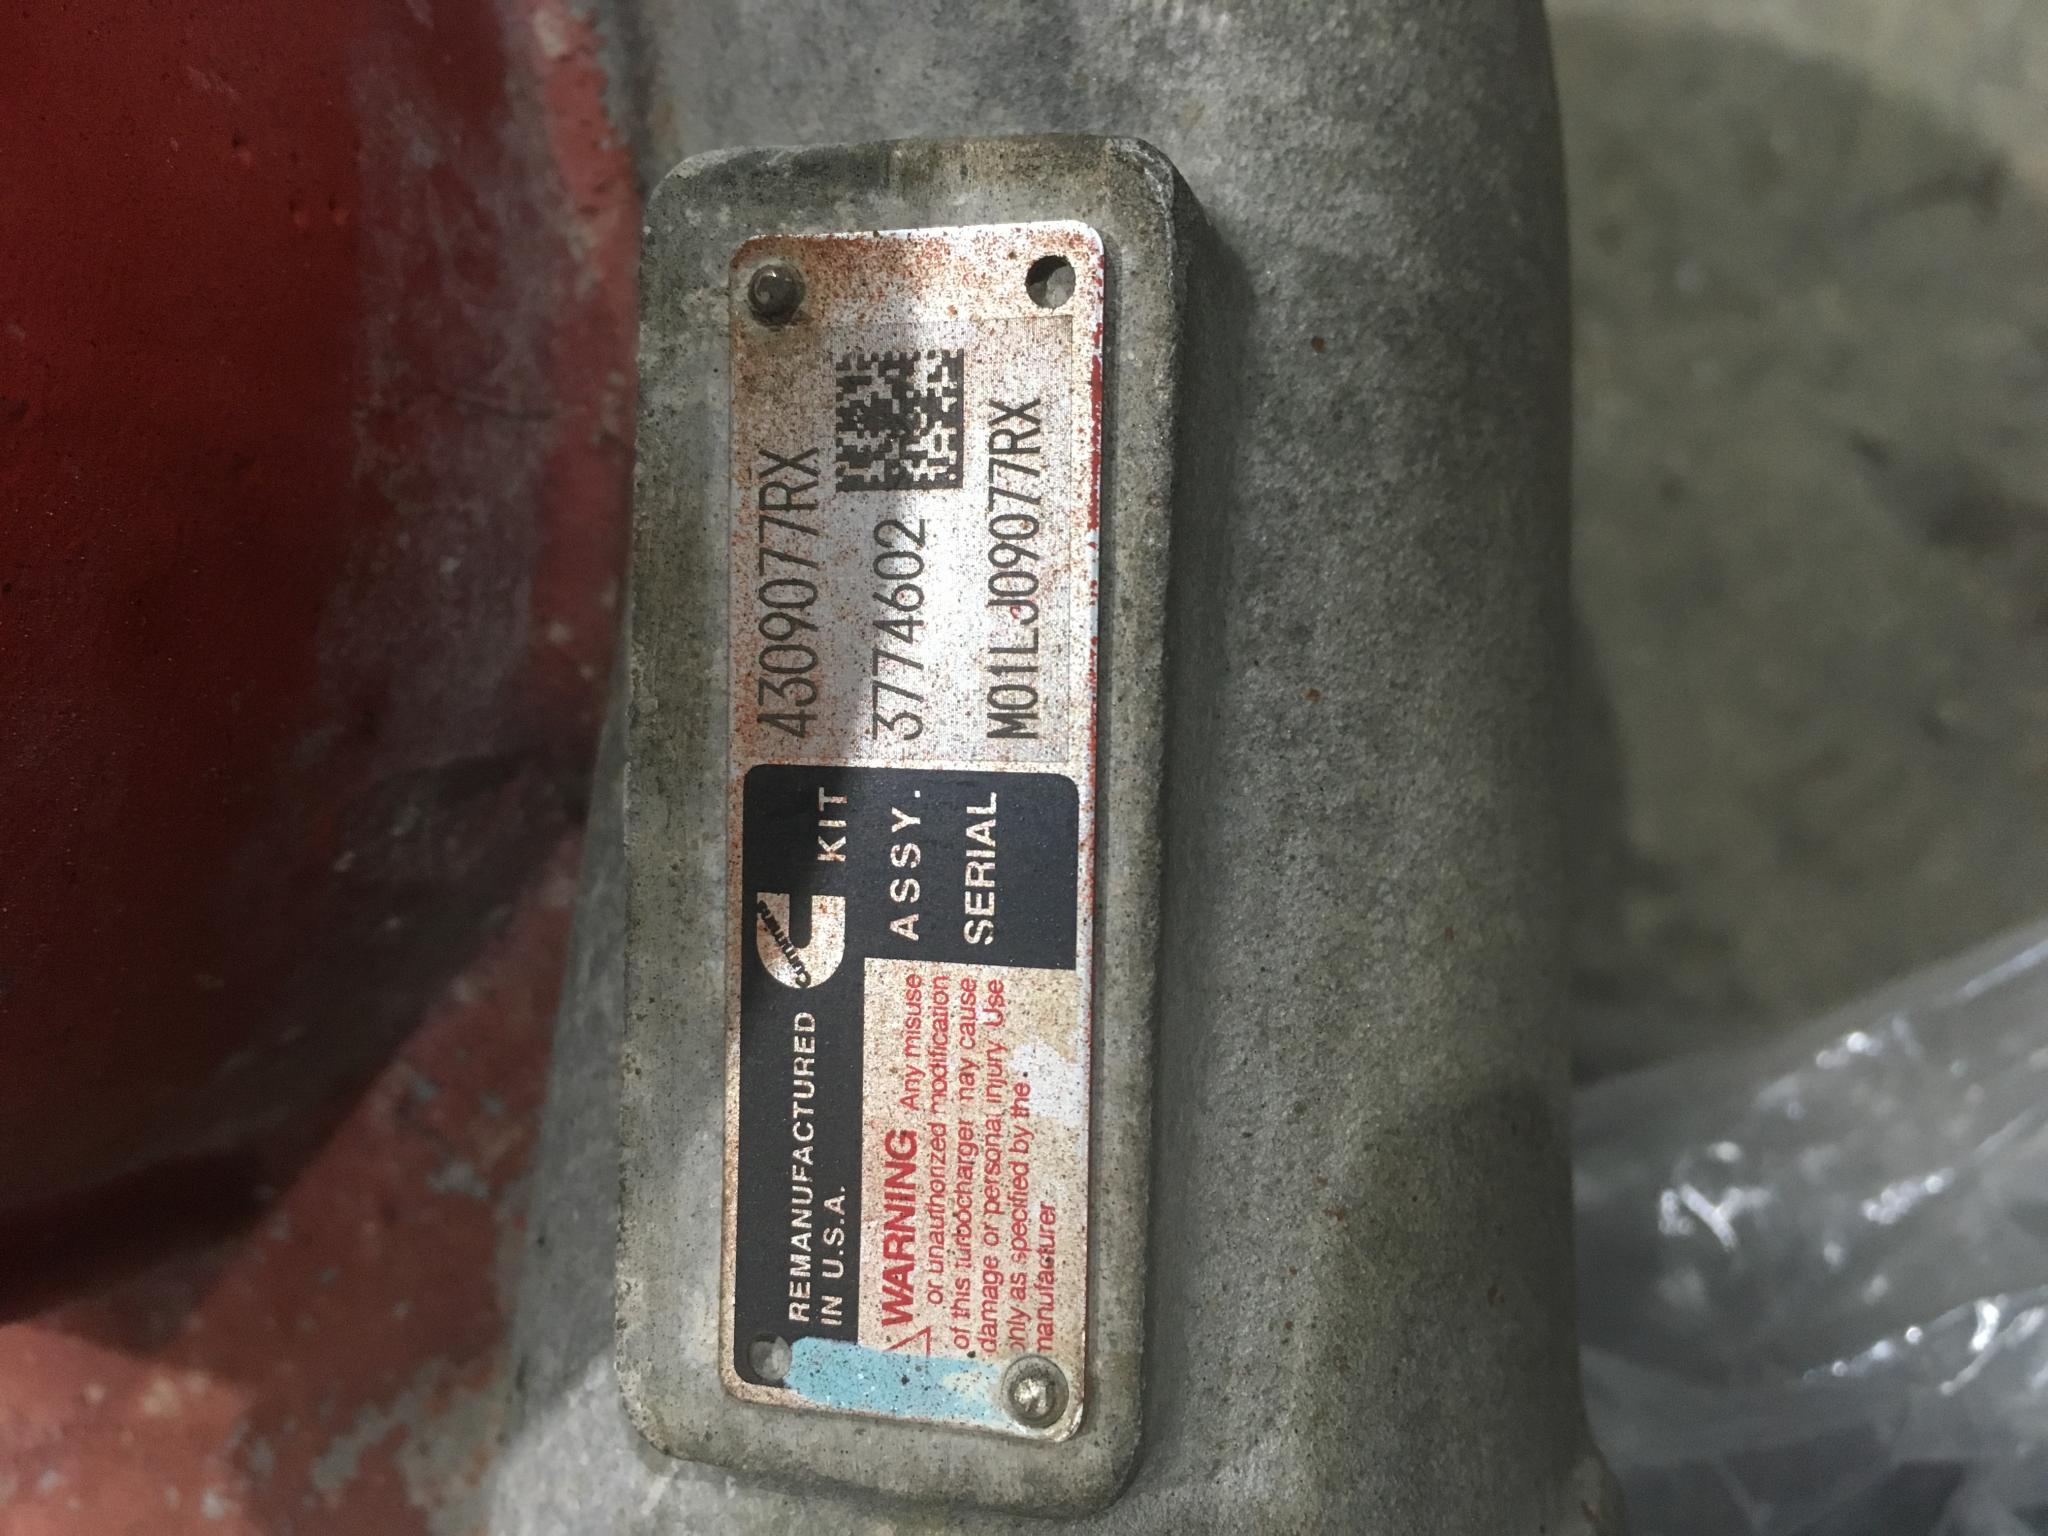 REMANUFACTURED
IN U.S.A.
cummins
KIT 4309077RX
ASSY. 3774602
SERIAL M01LJ09077RX
WARNING Any misuse
or unauthorized modification
of this turbocharger may cause
damage or personal injury Use
only as specified by the
manufacturer